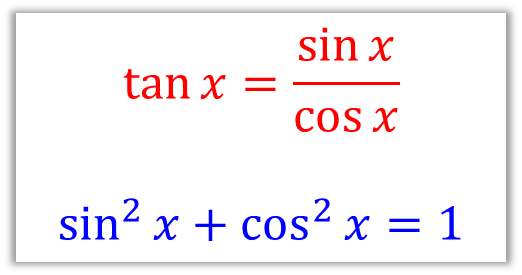 tan x = sin x / cos x
sin² x + cos² x = 1